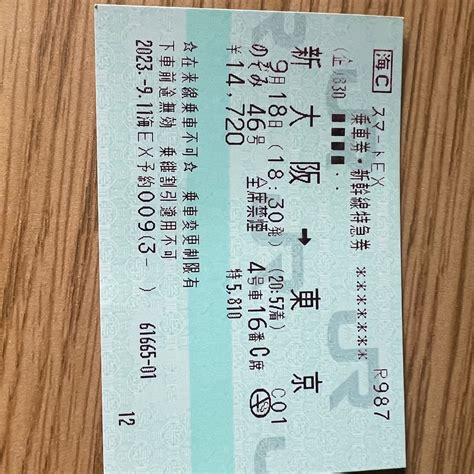 海C スマートEX ＊＊＊＊＊＊＊ R987
乗車券・新幹線特急券
新大阪 → 東京
9月18日 (18:30発) (20:57着) C01
のぞみ 46号 4号車16番C席
￥14,720 全席禁煙 特5,810
☆在来線乗車不可☆ 乗車変更制限有
下車前途無効 乗継割引適用不可
2023.-9.11海EX予約009(3- ) 61665-01
12